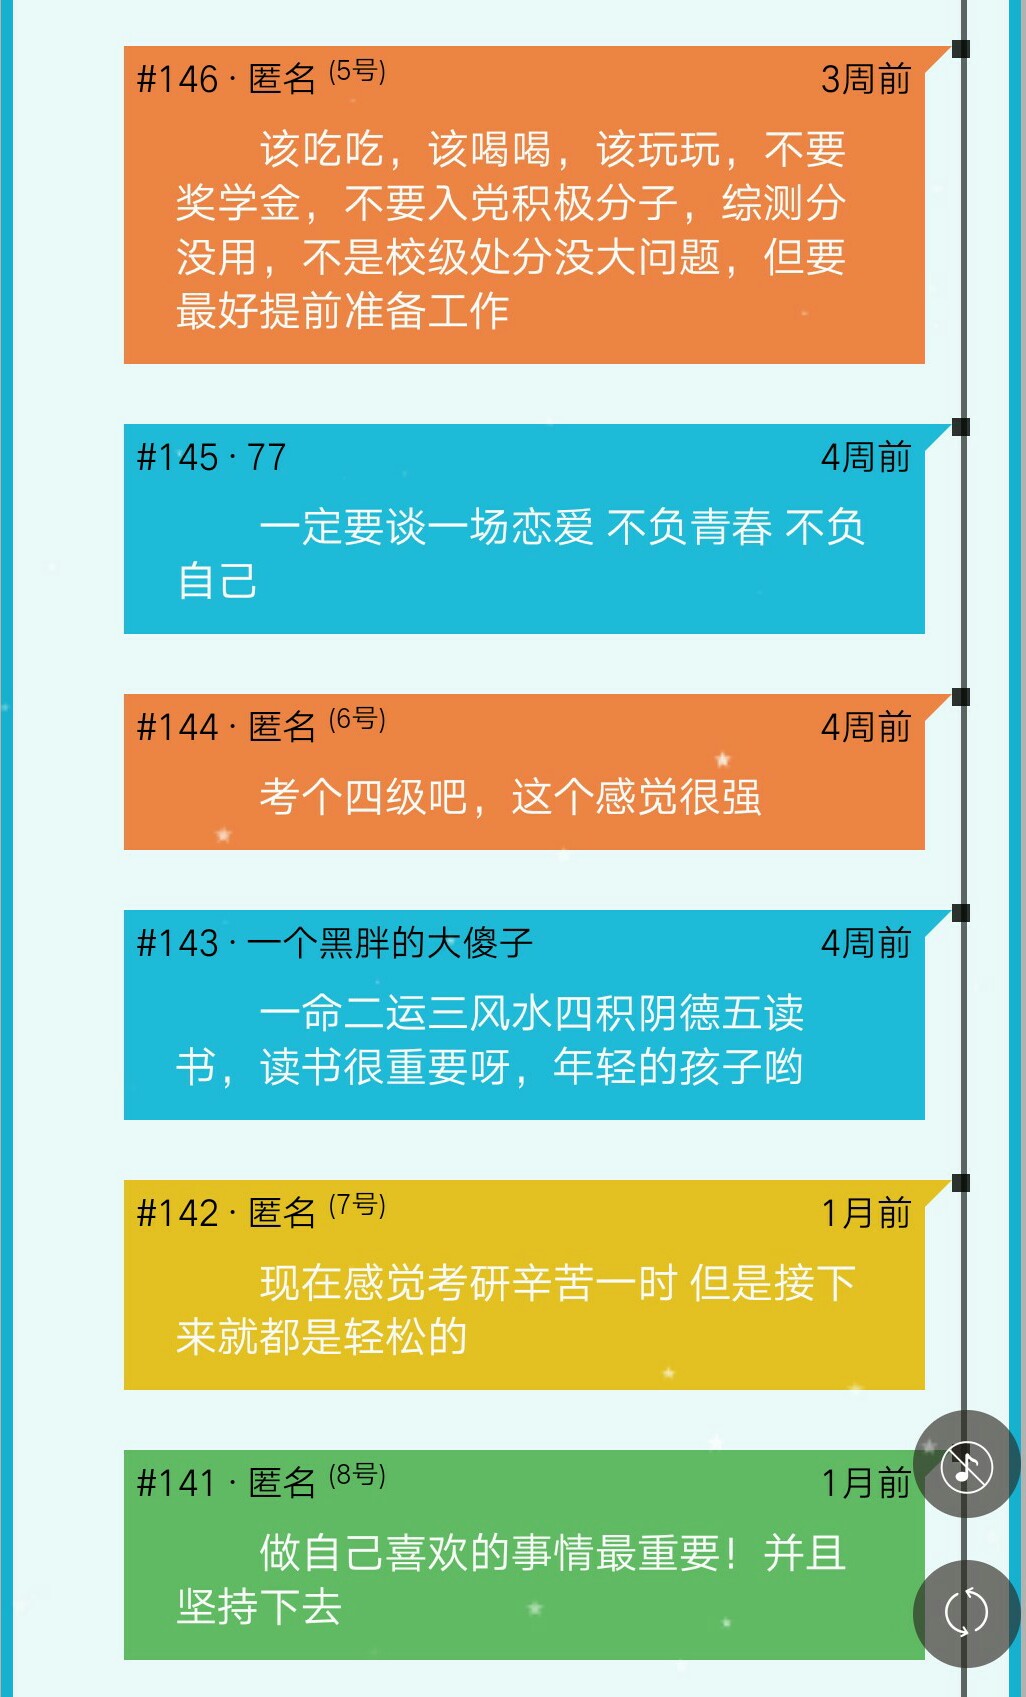 #146 · 匿名 (5号) 3周前
该吃吃，该喝喝，该玩玩，不要
奖学金，不要入党积极分子，综测分
没用，不是校级处分没大问题，但要
最好提前准备工作
#145 · 77 4周前
一定要谈一场恋爱 不负青春 不负
自己
#144 · 匿名 (6号) 4周前
考个四级吧，这个感觉很强
#143 · 一个黑胖的大傻子 4周前
一命二运三风水四积阴德五读
书，读书很重要呀，年轻的孩子哟
#142 · 匿名 (7号) 1月前
现在感觉考研辛苦一时 但是接下
来就都是轻松的
#141 · 匿名 (8号) 1月前
做自己喜欢的事情最重要！并且
坚持下去